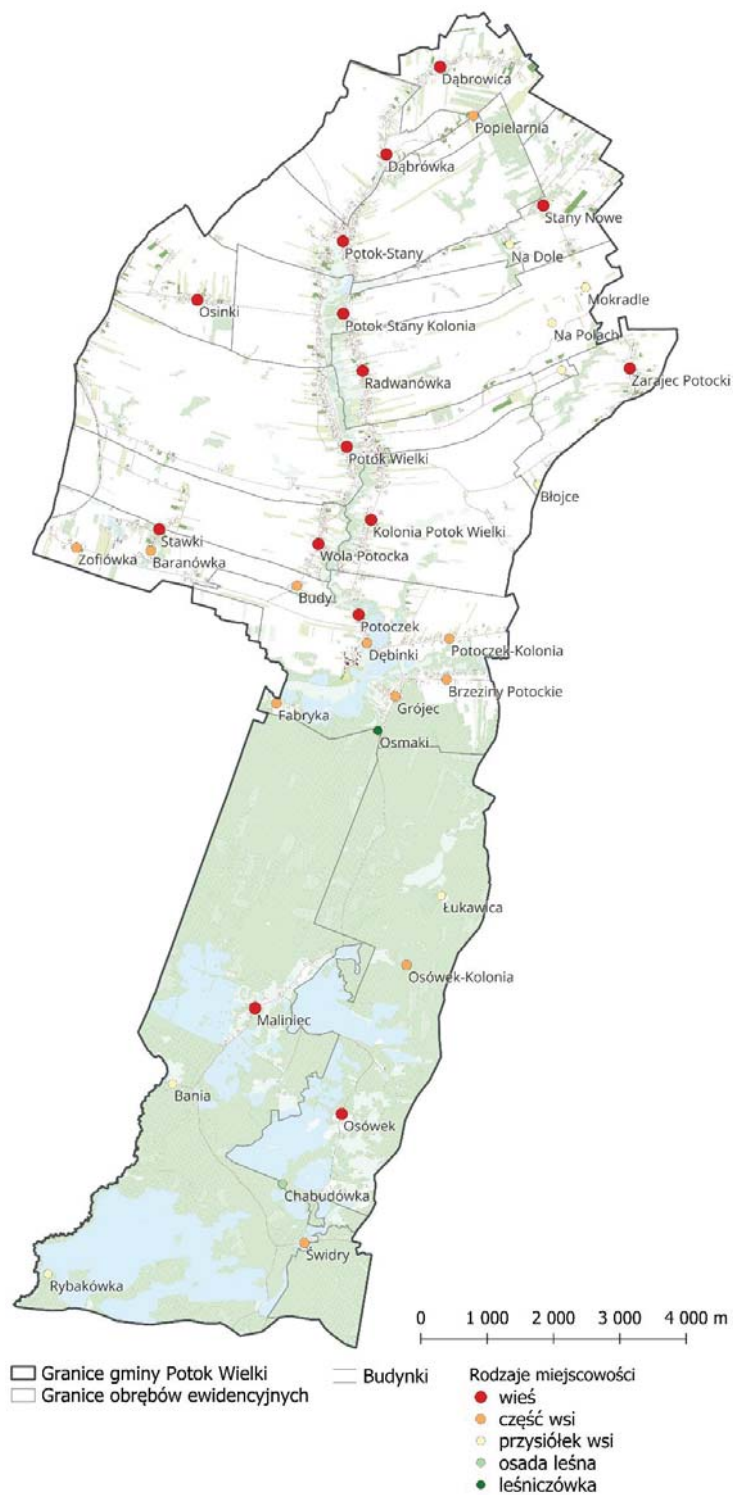 Dąbrowica
Popielarnia
Dąbrówka
Stany Nowe
Potok-Stany
Na Dole
Mokradle
Osinki
Potok-Stany Kolonia
Na Polach
Radwanówka
Zarajec Potocki
Potok Wielki
Błojce
Kolonia Potok Wielki
Stawki
Wola Potocka
Zofiówka
Baranówka
Budy
Potoczek
Dębinki
Potoczek-Kolonia
Brzeziny Potockie
Grójec
Fabryka
Osmaki
Łukawica
Osówek-Kolonia
Maliniec
Bania
Osówek
Chabudówka
Świdry
Rybakówka
0 1 000 2 000 3 000 4 000 m
Granice gminy Potok Wielki
Granice obrębów ewidencyjnych
Budynki
Rodzaje miejscowości
wieś
część wsi
przysiółek wsi
osada leśna
leśniczówka